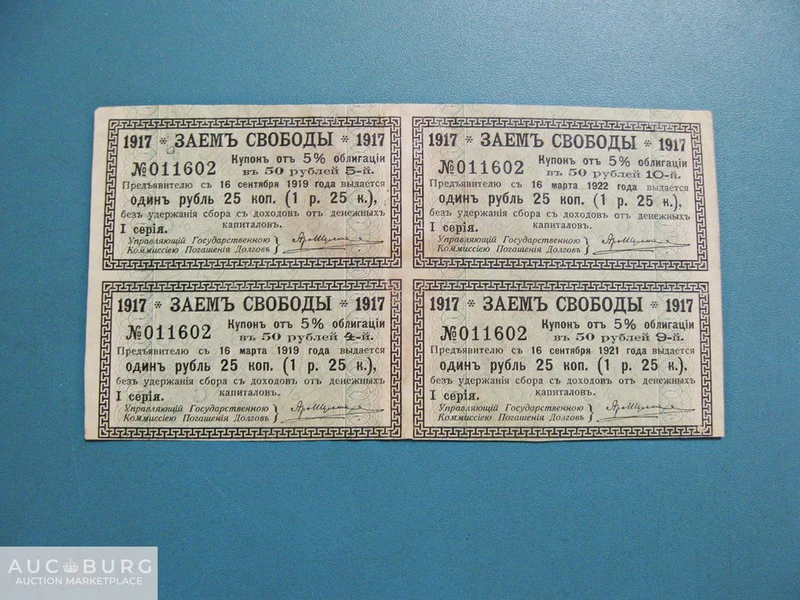 1917 * ЗАЕМЪ СВОБОДЫ * 1917
№011602
Купонъ отъ 5% облигаціи
въ 50 рублей 5-й.
Предъявителю съ 16 сентября 1919 года выдается
одинъ рубль 25 коп. (1 р. 25 к.),
безъ удержанія сбора съ доходовъ отъ денежныхъ
капиталовъ.
I серія.
Управляющій Государственною
Коммиссіею Погашенія Долговъ
1917 * ЗАЕМЪ СВОБОДЫ * 1917
№011602
Купонъ отъ 5% облигаціи
въ 50 рублей 10-й.
Предъявителю съ 16 марта 1922 года выдается
одинъ рубль 25 коп. (1 р. 25 к.),
безъ удержанія сбора съ доходовъ отъ денежныхъ
капиталовъ.
I серія.
Управляющій Государственною
Коммиссіею Погашенія Долговъ
1917 * ЗАЕМЪ СВОБОДЫ * 1917
№011602
Купонъ отъ 5% облигаціи
въ 50 рублей 4-й.
Предъявителю съ 16 марта 1919 года выдается
одинъ рубль 25 коп. (1 р. 25 к.),
безъ удержанія сбора съ доходовъ отъ денежныхъ
капиталовъ.
I серія.
Управляющій Государственною
Коммиссіею Погашенія Долговъ
1917 * ЗАЕМЪ СВОБОДЫ * 1917
№011602
Купонъ отъ 5% облигаціи
въ 50 рублей 9-й.
Предъявителю съ 16 сентября 1921 года выдается
одинъ рубль 25 коп. (1 р. 25 к.),
безъ удержанія сбора съ доходовъ отъ денежныхъ
капиталовъ.
I серія.
Управляющій Государственною
Коммиссіею Погашенія Долговъ
AUCBURG
AUCTION MARKETPLACE